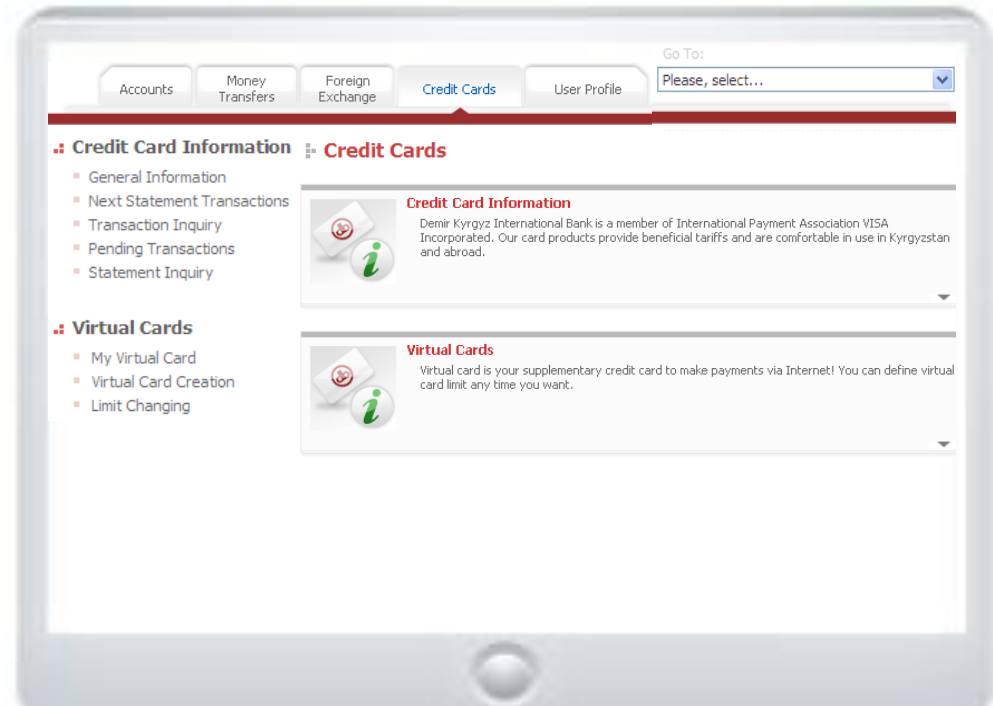 Go To:
Please, select...
Accounts
Money
Transfers
Foreign
Exchange
Credit Cards
User Profile
Credit Card Information
General Information
Next Statement Transactions
Transaction Inquiry
Pending Transactions
Statement Inquiry
Virtual Cards
My Virtual Card
Virtual Card Creation
Limit Changing
Credit Cards
Credit Card Information
Demir Kyrgyz International Bank is a member of International Payment Association VISA
Incorporated. Our card products provide beneficial tariffs and are comfortable in use in Kyrgyzstan
and abroad.
Virtual Cards
Virtual card is your supplementary credit card to make payments via Internet! You can define virtual
card limit any time you want.